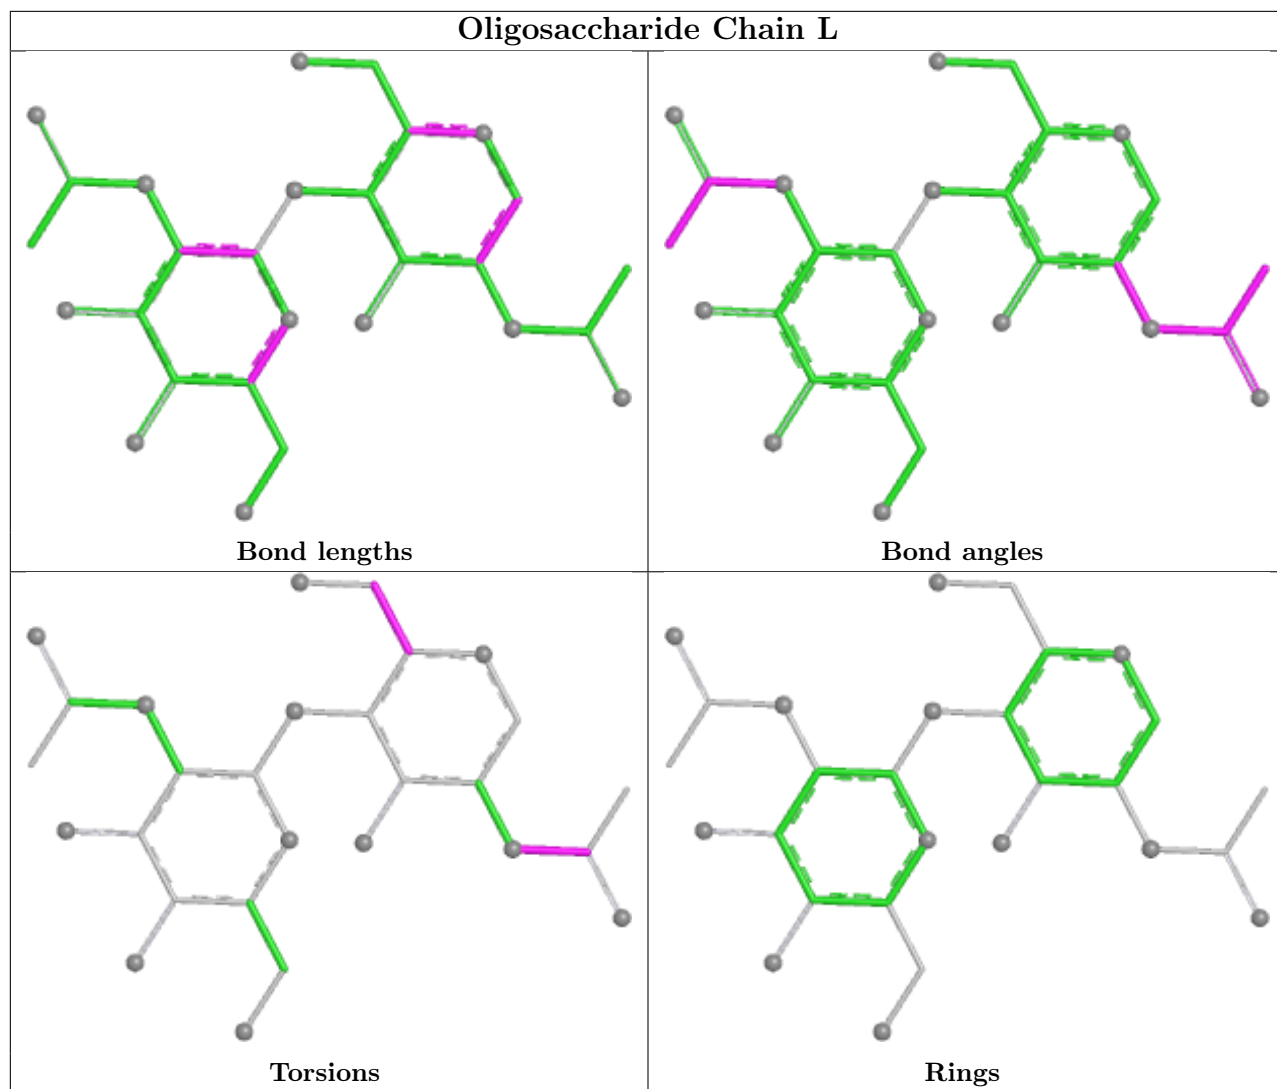 Oligosaccharide Chain L
Bond lengths
Bond angles
Torsions
Rings